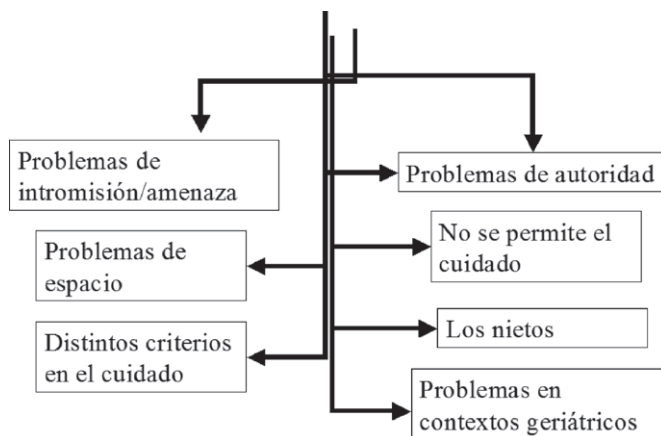 Problemas de
intromisión/amenaza
Problemas de autoridad
Problemas de
espacio
No se permite el
cuidado
Distintos criterios
en el cuidado
Los nietos
Problemas en
contextos geriátricos